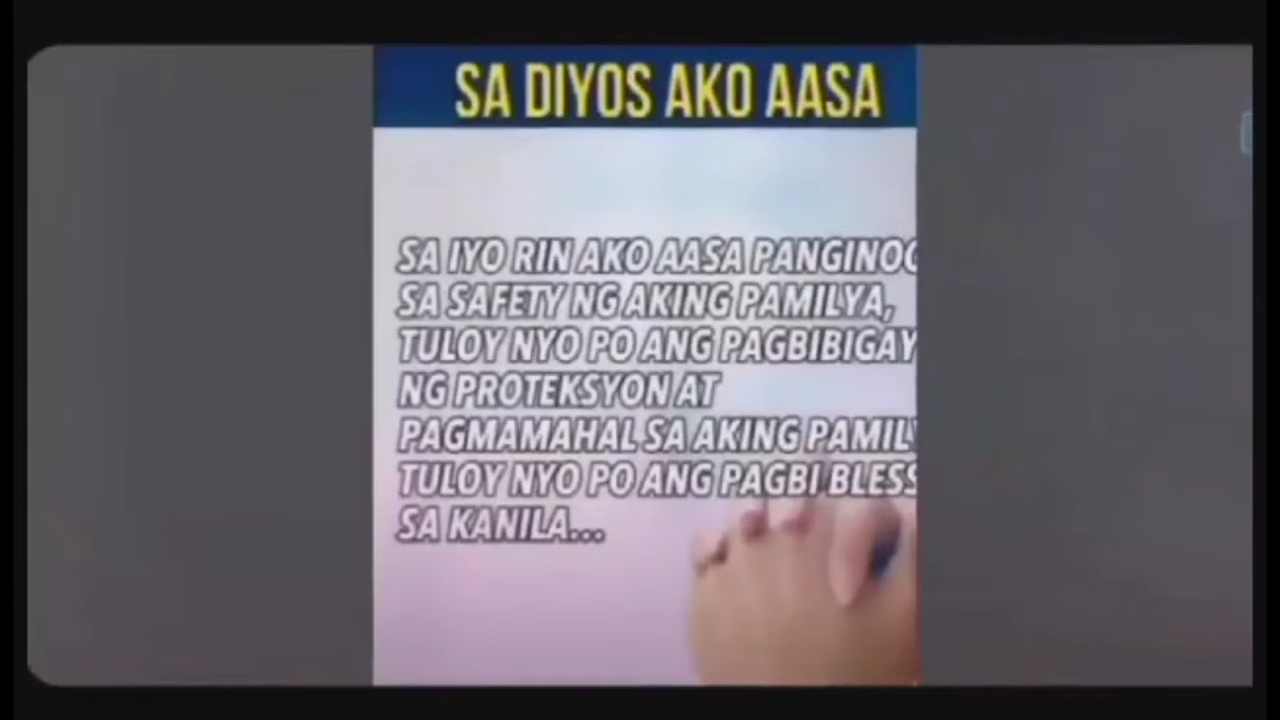 SA DIYOS AKO AASA
SA IYO RIN AKO AASA
SA SAFETY NG AKING PAMILYA,
TULOY NYO PO ANG PAGBIBIGAY
NG PROTEKSYON AT
PAGMAMAHAL SA AKING
TULOY NYO PO ANG PAGBI BLESS
SA KANILA...